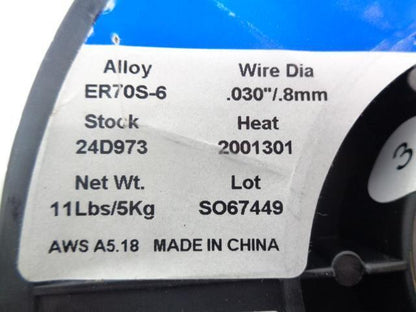 Alloy Wire Dia
ER70S-6 .030"/.8mm
Stock Heat
24D973 2001301
Net Wt. Lot
11Lbs/5Kg SO67449
AWS A5.18 MADE IN CHINA
3